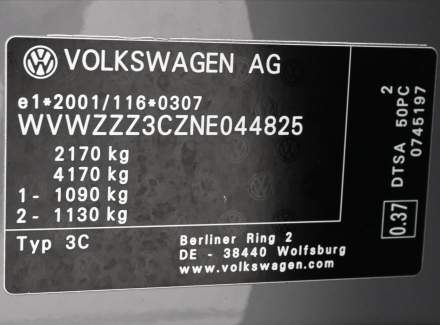 VOLKSWAGEN AG
e1*2001/116*0307
WVWZZZ3CZNE044825
2170 kg
4170 kg
1 - 1090 kg
2 - 1130 kg
Typ 3C
Berliner Ring 2
DE - 38440 Wolfsburg
www.volkswagen.com
0.37
DTSA 50PC
2
0745197